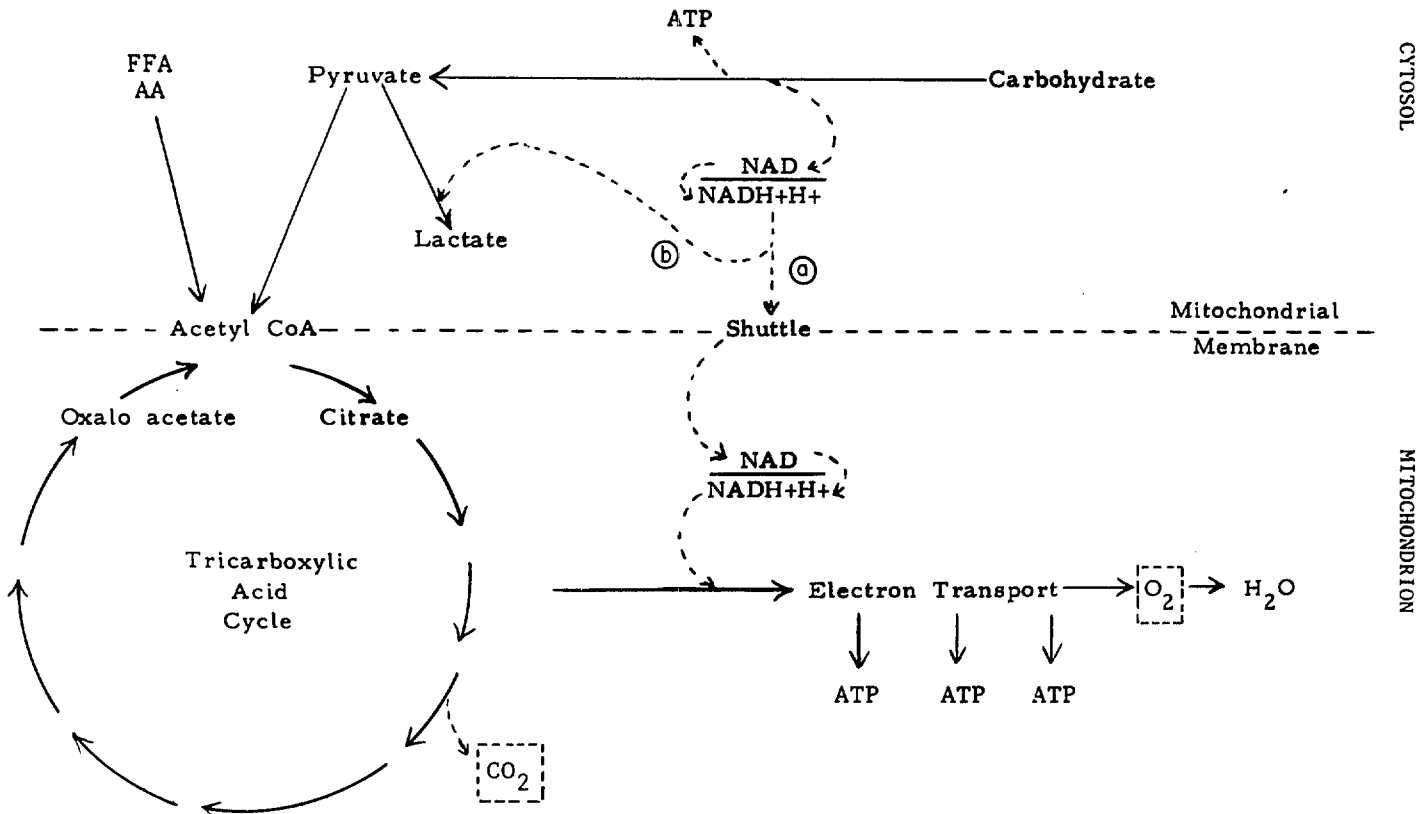 ATP
FFA
AA
Pyruvate
Carbohydrate
CYTOSOL
NAD
NADH+H+
Lactate
b
a
Acetyl CoA
Shuttle
Mitochondrial
Membrane
Oxalo acetate
Citrate
NAD
NADH+H+
MITOCHONDRION
Tricarboxylic
Acid
Cycle
Electron Transport
O2
H2O
ATP
ATP
ATP
CO2